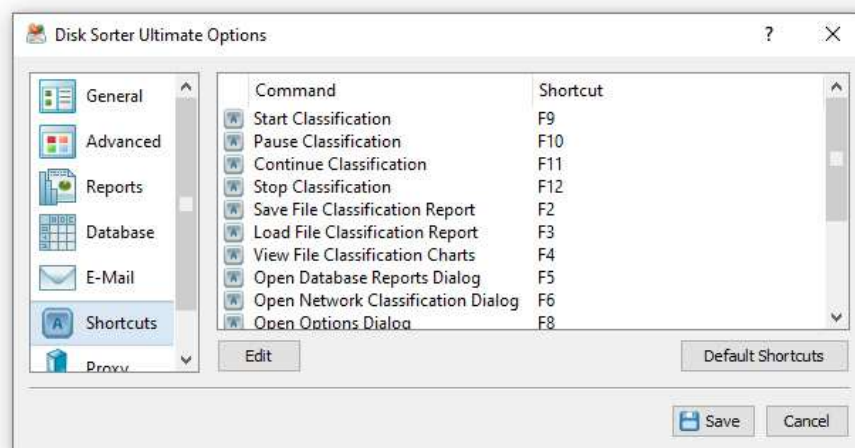 Disk Sorter Ultimate Options ?
General
Advanced
Reports
Database
E-Mail
Shortcuts
Proxy
Command Shortcut
Start Classification F9
Pause Classification F10
Continue Classification F11
Stop Classification F12
Save File Classification Report F2
Load File Classification Report F3
View File Classification Charts F4
Open Database Reports Dialog F5
Open Network Classification Dialog F6
Open Options Dialog F8
Edit Default Shortcuts
Save Cancel